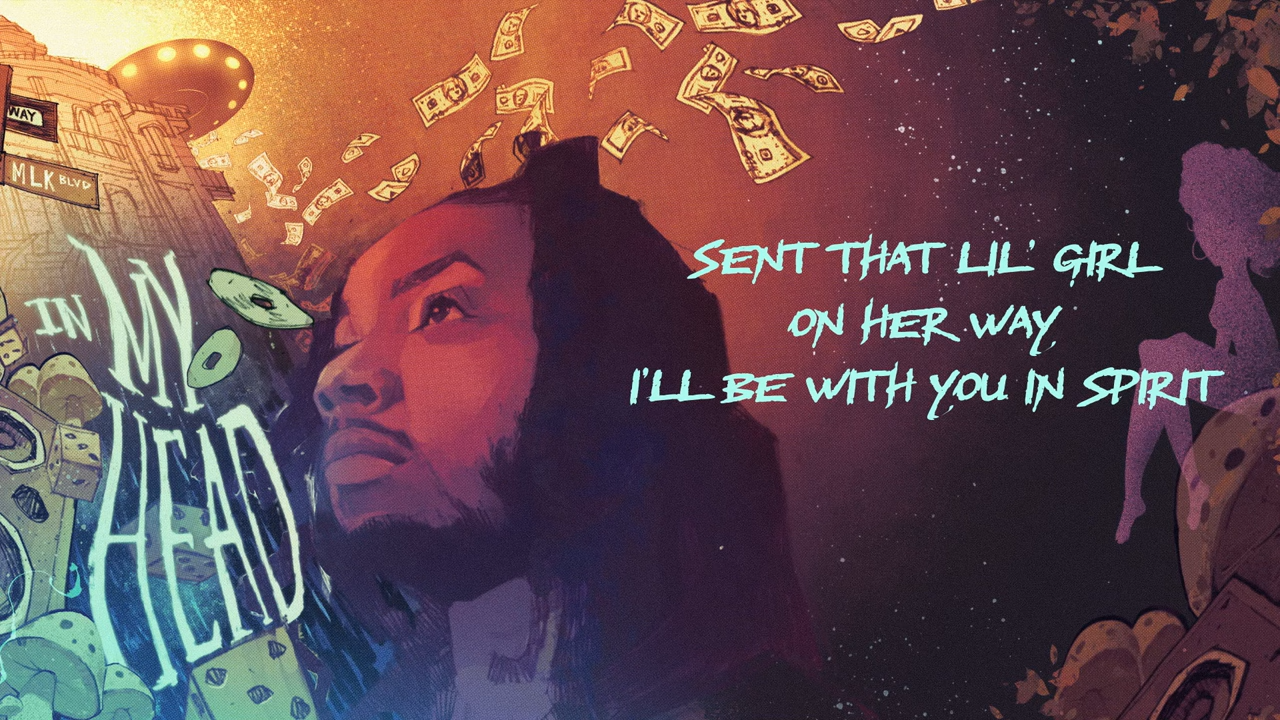 WAY
MLK BLVD
IN MY
HEAD
SENT THAT LIL' GIRL
ON HER WAY
I'LL BE WITH YOU IN SPIRIT